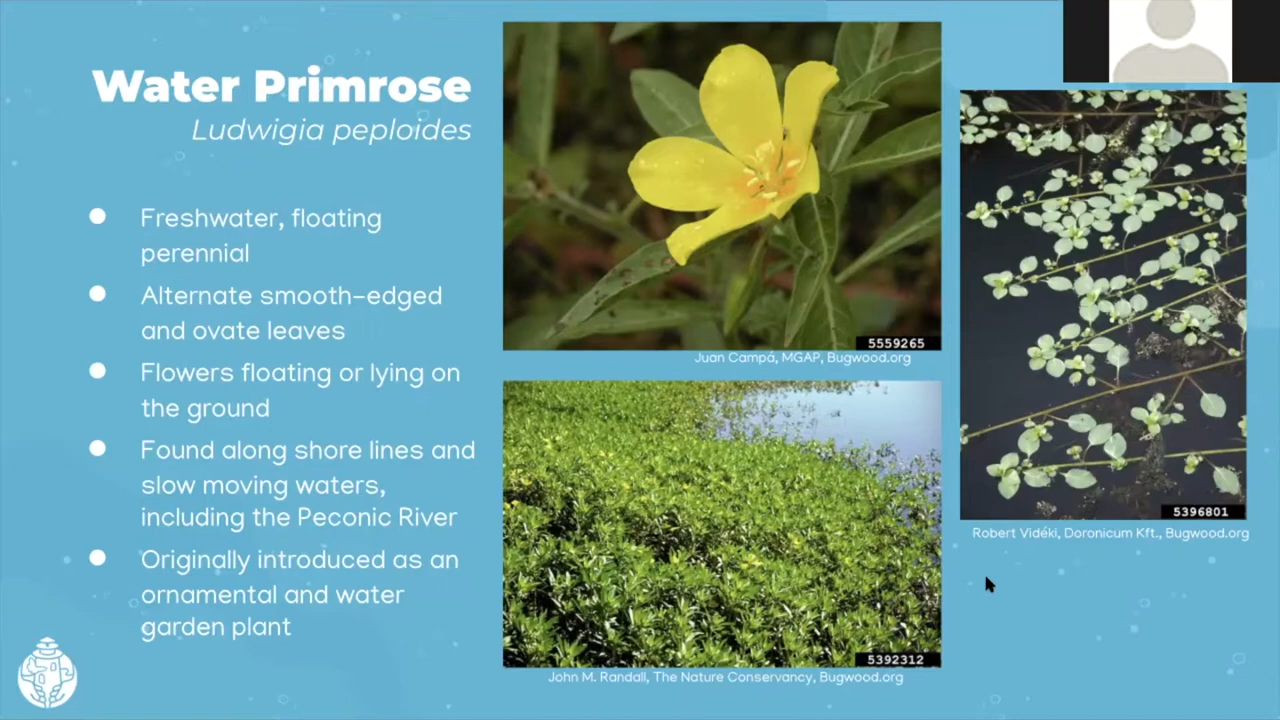 Water Primrose
Ludwigia peploides
● Freshwater, floating
perennial
● Alternate smooth-edged
and ovate leaves
● Flowers floating or lying on
the ground
● Found along shore lines and
slow moving waters,
including the Peconic River
● Originally introduced as an
ornamental and water
garden plant
5559265
Juan Campá, MGAP, Bugwood.org
5392312
John M. Randall, The Nature Conservancy, Bugwood.org
5396801
Robert Vidéki, Doronicum Kft., Bugwood.org